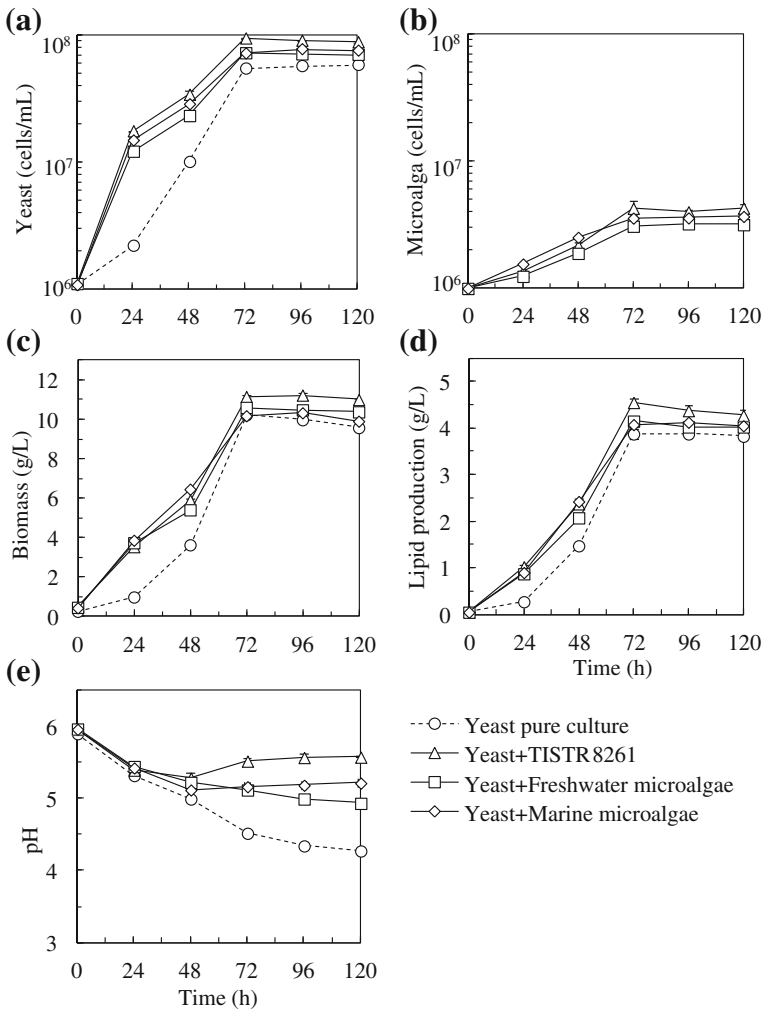 (a)
10^8
10^7
10^6
Yeast (cells/mL)
0 24 48 72 96 120
(b)
10^8
10^7
10^6
Microalga (cells/mL)
0 24 48 72 96 120
(c)
12
10
8
6
4
2
0
Biomass (g/L)
0 24 48 72 96 120
(d)
5
4
3
2
1
0
Lipid production (g/L)
0 24 48 72 96 120
Time (h)
(e)
6
5
4
3
pH
0 24 48 72 96 120
Time (h)
Yeast pure culture
Yeast+TISTR8261
Yeast+Freshwater microalgae
Yeast+Marine microalgae